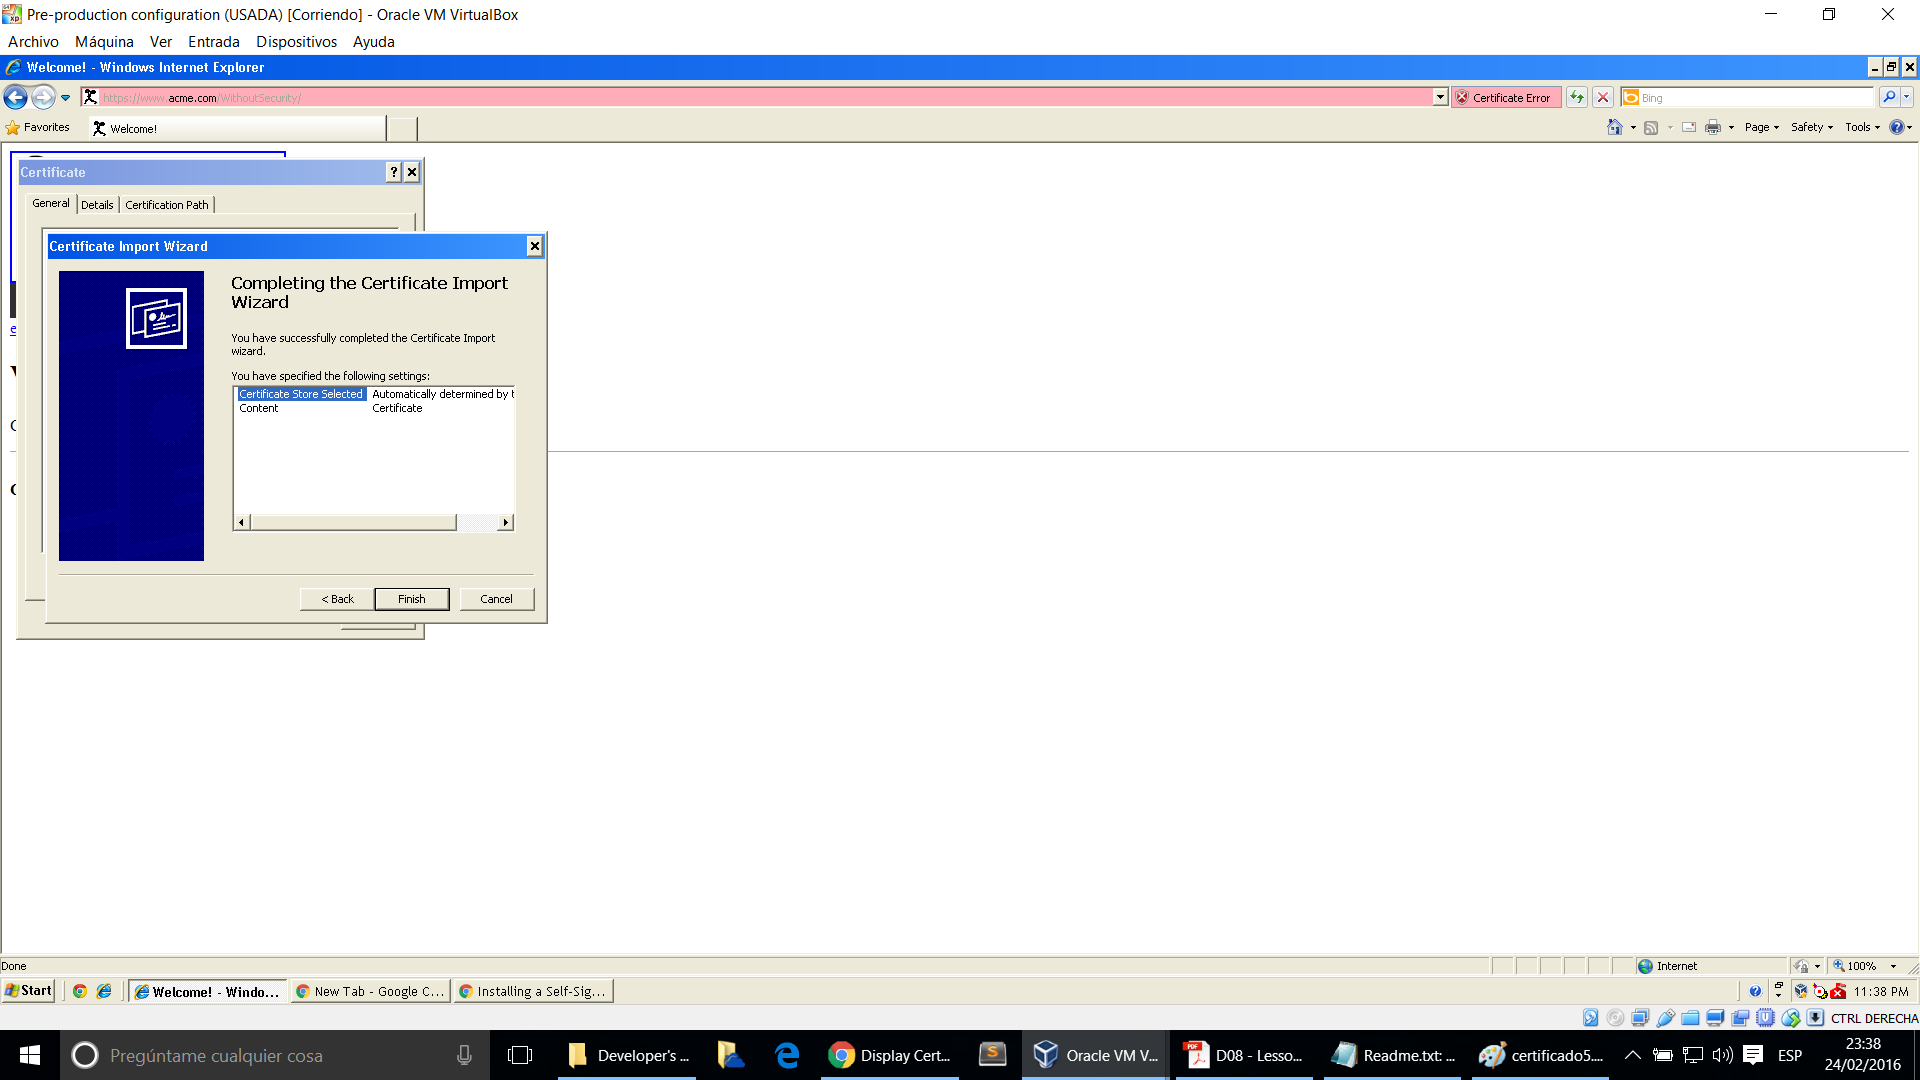 Pre-production configuration (USADA) [Corriendo] - Oracle VM VirtualBox
Archivo Máquina Ver Entrada Dispositivos Ayuda
Welcome! - Windows Internet Explorer
https://www.acme.com/WithoutSecurity/
Certificate Error
Bing
Favorites
Welcome!
Page Safety Tools
Certificate
General Details Certification Path
Certificate Import Wizard
Completing the Certificate Import
Wizard
You have successfully completed the Certificate Import
wizard.
You have specified the following settings:
Certificate Store Selected Automatically determined by t
Content Certificate
< Back Finish Cancel
Done
Internet
100%
Start
Welcome! - Windo...
New Tab - Google C...
Installing a Self-Sig...
11:38 PM
CTRL DERECHA
Pregúntame cualquier cosa
Developer's ...
Display Cert...
Oracle VM V...
D08 - Lesso...
Readme.txt: ...
certificado5....
ESP
23:38
24/02/2016